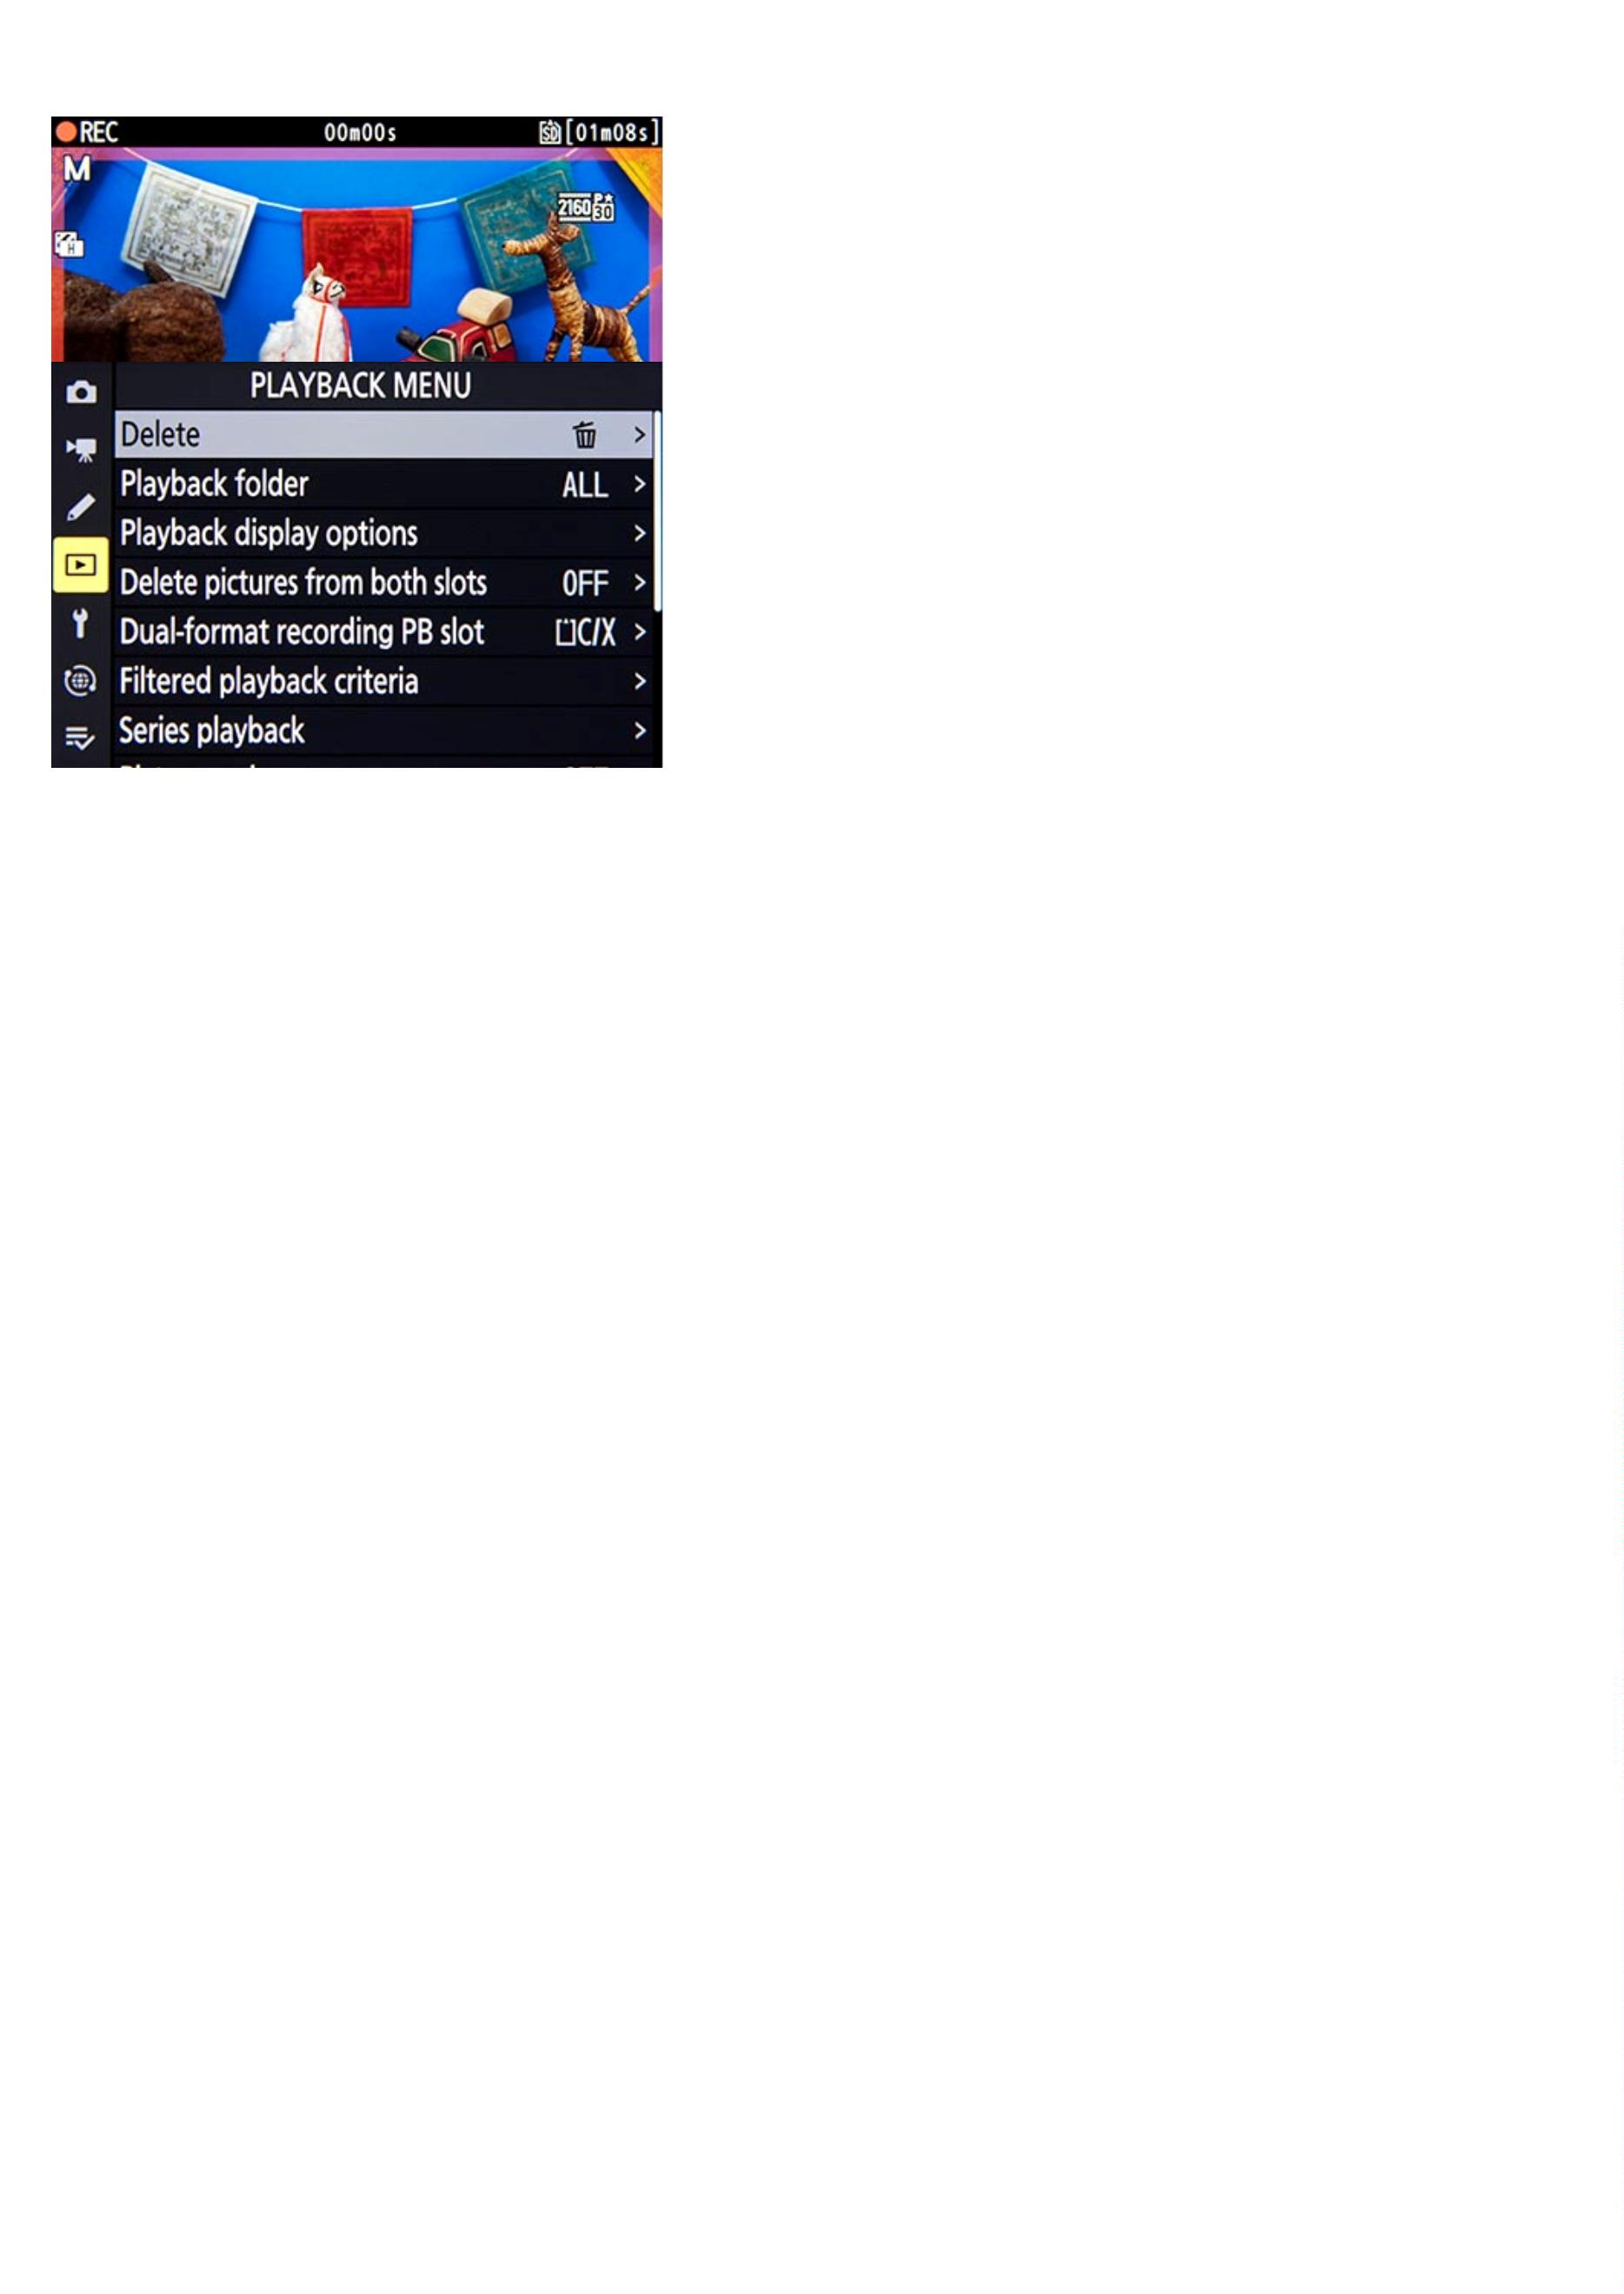 REC 00m00s SD [01m08s]
M
2160 P★ 30
H
PLAYBACK MENU
Delete
Playback folder ALL
Playback display options
Delete pictures from both slots OFF
Dual-format recording PB slot C/X
Filtered playback criteria
Series playback